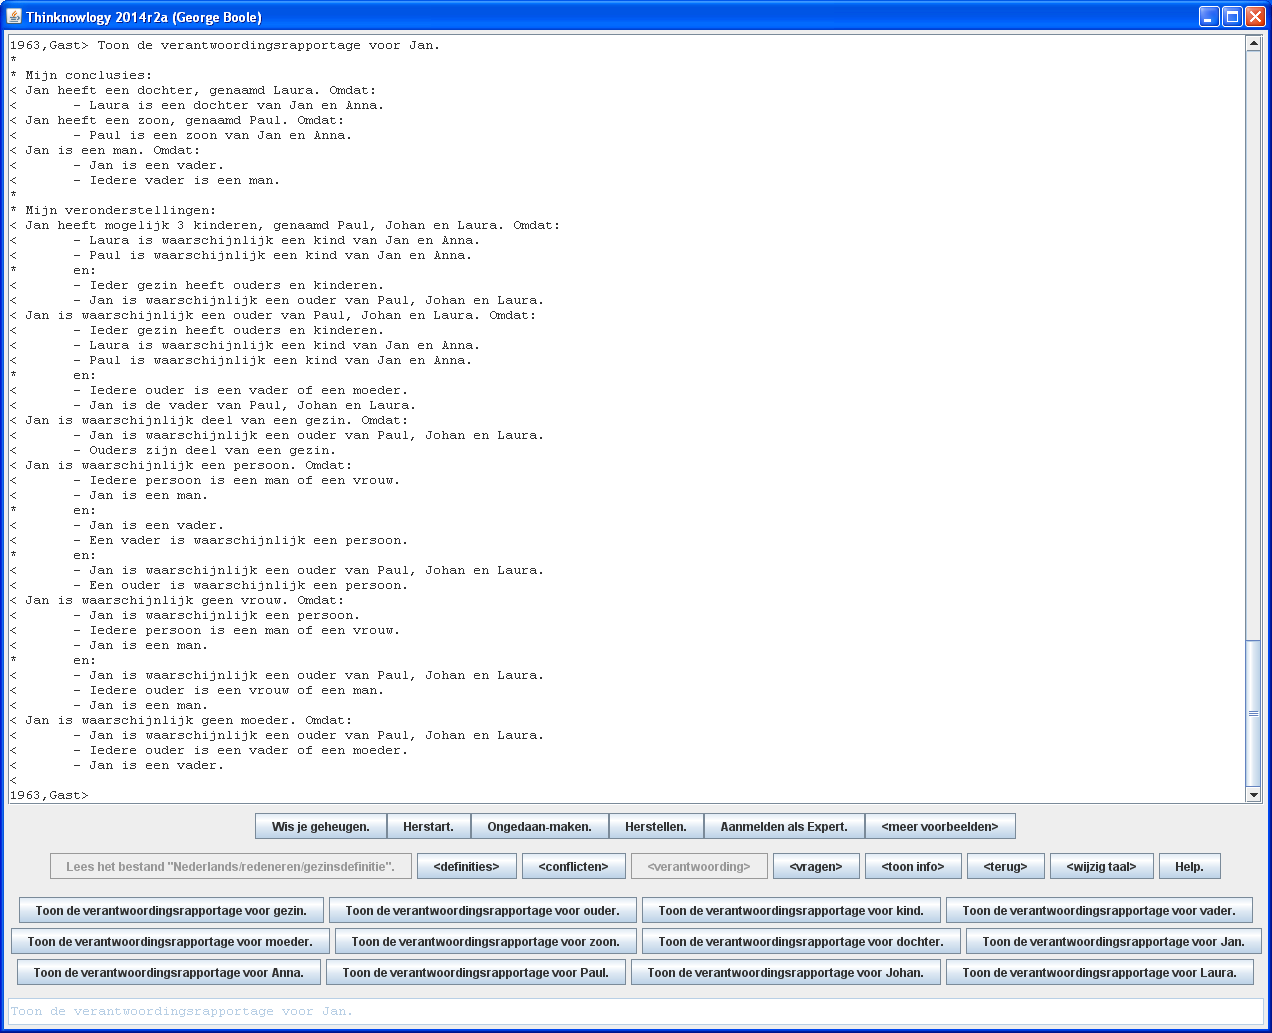 Thinknowlogy 2014r2a (George Boole)
1963,Gast> Toon de verantwoordingsrapportage voor Jan.
*
* Mijn conclusies:
< Jan heeft een dochter, genaamd Laura. Omdat:
<       - Laura is een dochter van Jan en Anna.
< Jan heeft een zoon, genaamd Paul. Omdat:
<       - Paul is een zoon van Jan en Anna.
< Jan is een man. Omdat:
<       - Jan is een vader.
<       - Iedere vader is een man.
*
* Mijn veronderstellingen:
< Jan heeft mogelijk 3 kinderen, genaamd Paul, Johan en Laura. Omdat:
<       - Laura is waarschijnlijk een kind van Jan en Anna.
<       - Paul is waarschijnlijk een kind van Jan en Anna.
*       en:
<       - Ieder gezin heeft ouders en kinderen.
<       - Jan is waarschijnlijk een ouder van Paul, Johan en Laura.
< Jan is waarschijnlijk een ouder van Paul, Johan en Laura. Omdat:
<       - Ieder gezin heeft ouders en kinderen.
<       - Laura is waarschijnlijk een kind van Jan en Anna.
<       - Paul is waarschijnlijk een kind van Jan en Anna.
*       en:
<       - Iedere ouder is een vader of een moeder.
<       - Jan is de vader van Paul, Johan en Laura.
< Jan is waarschijnlijk deel van een gezin. Omdat:
<       - Jan is waarschijnlijk een ouder van Paul, Johan en Laura.
<       - Ouders zijn deel van een gezin.
< Jan is waarschijnlijk een persoon. Omdat:
<       - Iedere persoon is een man of een vrouw.
<       - Jan is een man.
*       en:
<       - Jan is een vader.
<       - Een vader is waarschijnlijk een persoon.
*       en:
<       - Jan is waarschijnlijk een ouder van Paul, Johan en Laura.
<       - Een ouder is waarschijnlijk een persoon.
< Jan is waarschijnlijk geen vrouw. Omdat:
<       - Jan is waarschijnlijk een persoon.
<       - Iedere persoon is een man of een vrouw.
<       - Jan is een man.
*       en:
<       - Jan is waarschijnlijk een ouder van Paul, Johan en Laura.
<       - Iedere ouder is een vrouw of een man.
<       - Jan is een man.
< Jan is waarschijnlijk geen moeder. Omdat:
<       - Jan is waarschijnlijk een ouder van Paul, Johan en Laura.
<       - Iedere ouder is een vader of een moeder.
<       - Jan is een vader.
<
1963,Gast>
Wis je geheugen. Herstart. Ongedaan-maken. Herstellen. Aanmelden als Expert. <meer voorbeelden>
Lees het bestand "Nederlands/redeneren/gezinsdefinitie". <definities> <conflicten> <verantwoording> <vragen> <toon info> <terug> <wijzig taal> Help.
Toon de verantwoordingsrapportage voor gezin. Toon de verantwoordingsrapportage voor ouder. Toon de verantwoordingsrapportage voor kind. Toon de verantwoordingsrapportage voor vader.
Toon de verantwoordingsrapportage voor moeder. Toon de verantwoordingsrapportage voor zoon. Toon de verantwoordingsrapportage voor dochter. Toon de verantwoordingsrapportage voor Jan.
Toon de verantwoordingsrapportage voor Anna. Toon de verantwoordingsrapportage voor Paul. Toon de verantwoordingsrapportage voor Johan. Toon de verantwoordingsrapportage voor Laura.
Toon de verantwoordingsrapportage voor Jan.